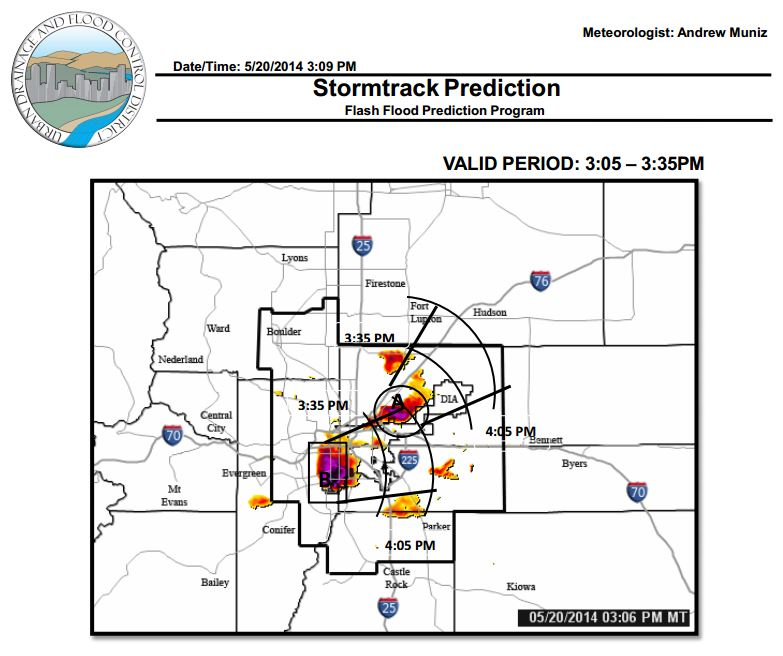 URBAN DRAINAGE AND FLOOD CONTROL DISTRICT
Meteorologist: Andrew Muniz
Date/Time: 5/20/2014 3:09 PM
Stormtrack Prediction
Flash Flood Prediction Program
VALID PERIOD: 3:05 – 3:35PM
25
Lyons
76
Firestone
Fort
Lupton
Hudson
Ward
Boulder
3:35 PM
Nederland
DIA
A
3:35 PM
Central
City
4:05 PM
70
Bennett
225
Byers
Evergreen
B
70
Mt
Evans
Conifer
Parker
4:05 PM
Castle
Rock
Bailey
Kiowa
25
05/20/2014 03:06 PM MT